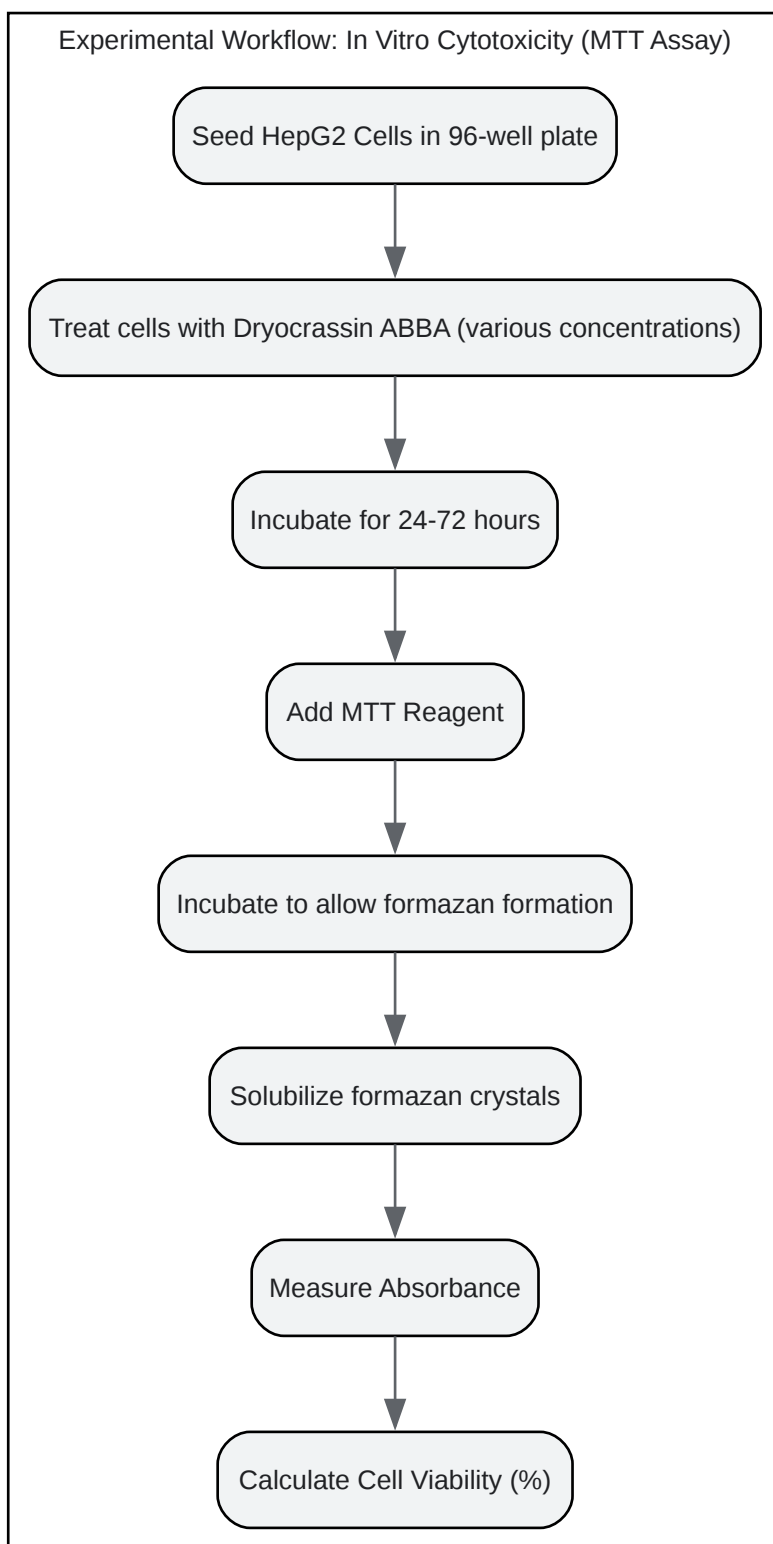 Experimental Workflow: In Vitro Cytotoxicity (MTT Assay)
Seed HepG2 Cells in 96-well plate
Treat cells with Dryocrassin ABBA (various concentrations)
Incubate for 24-72 hours
Add MTT Reagent
Incubate to allow formazan formation
Solubilize formazan crystals
Measure Absorbance
Calculate Cell Viability (%)